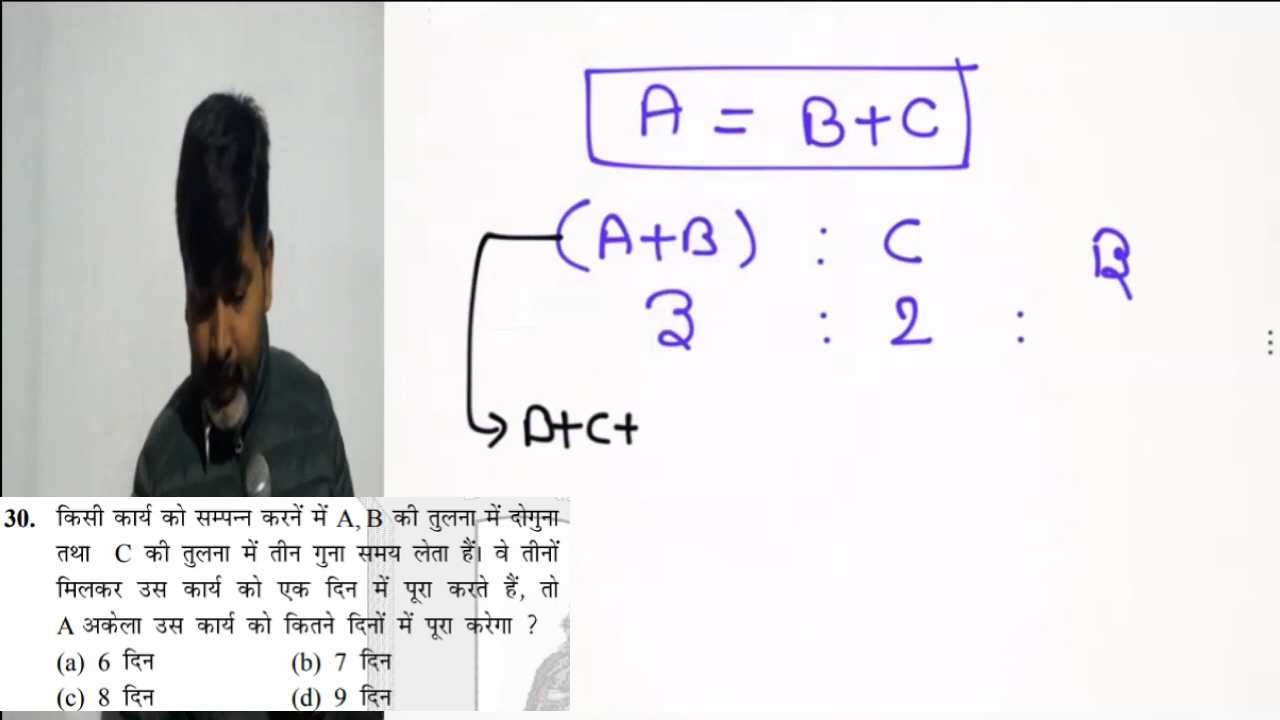 A = B+C
(A+B) : C B
3 : 2 :
A+C+
30. किसी कार्य को सम्पन्न करनें में A, B की तुलना में दोगुना
तथा C की तुलना में तीन गुना समय लेता हैं। वे तीनों
मिलकर उस कार्य को एक दिन में पूरा करते हैं, तो
A अकेला उस कार्य को कितने दिनों में पूरा करेगा ?
(a) 6 दिन (b) 7 दिन
(c) 8 दिन (d) 9 दिन